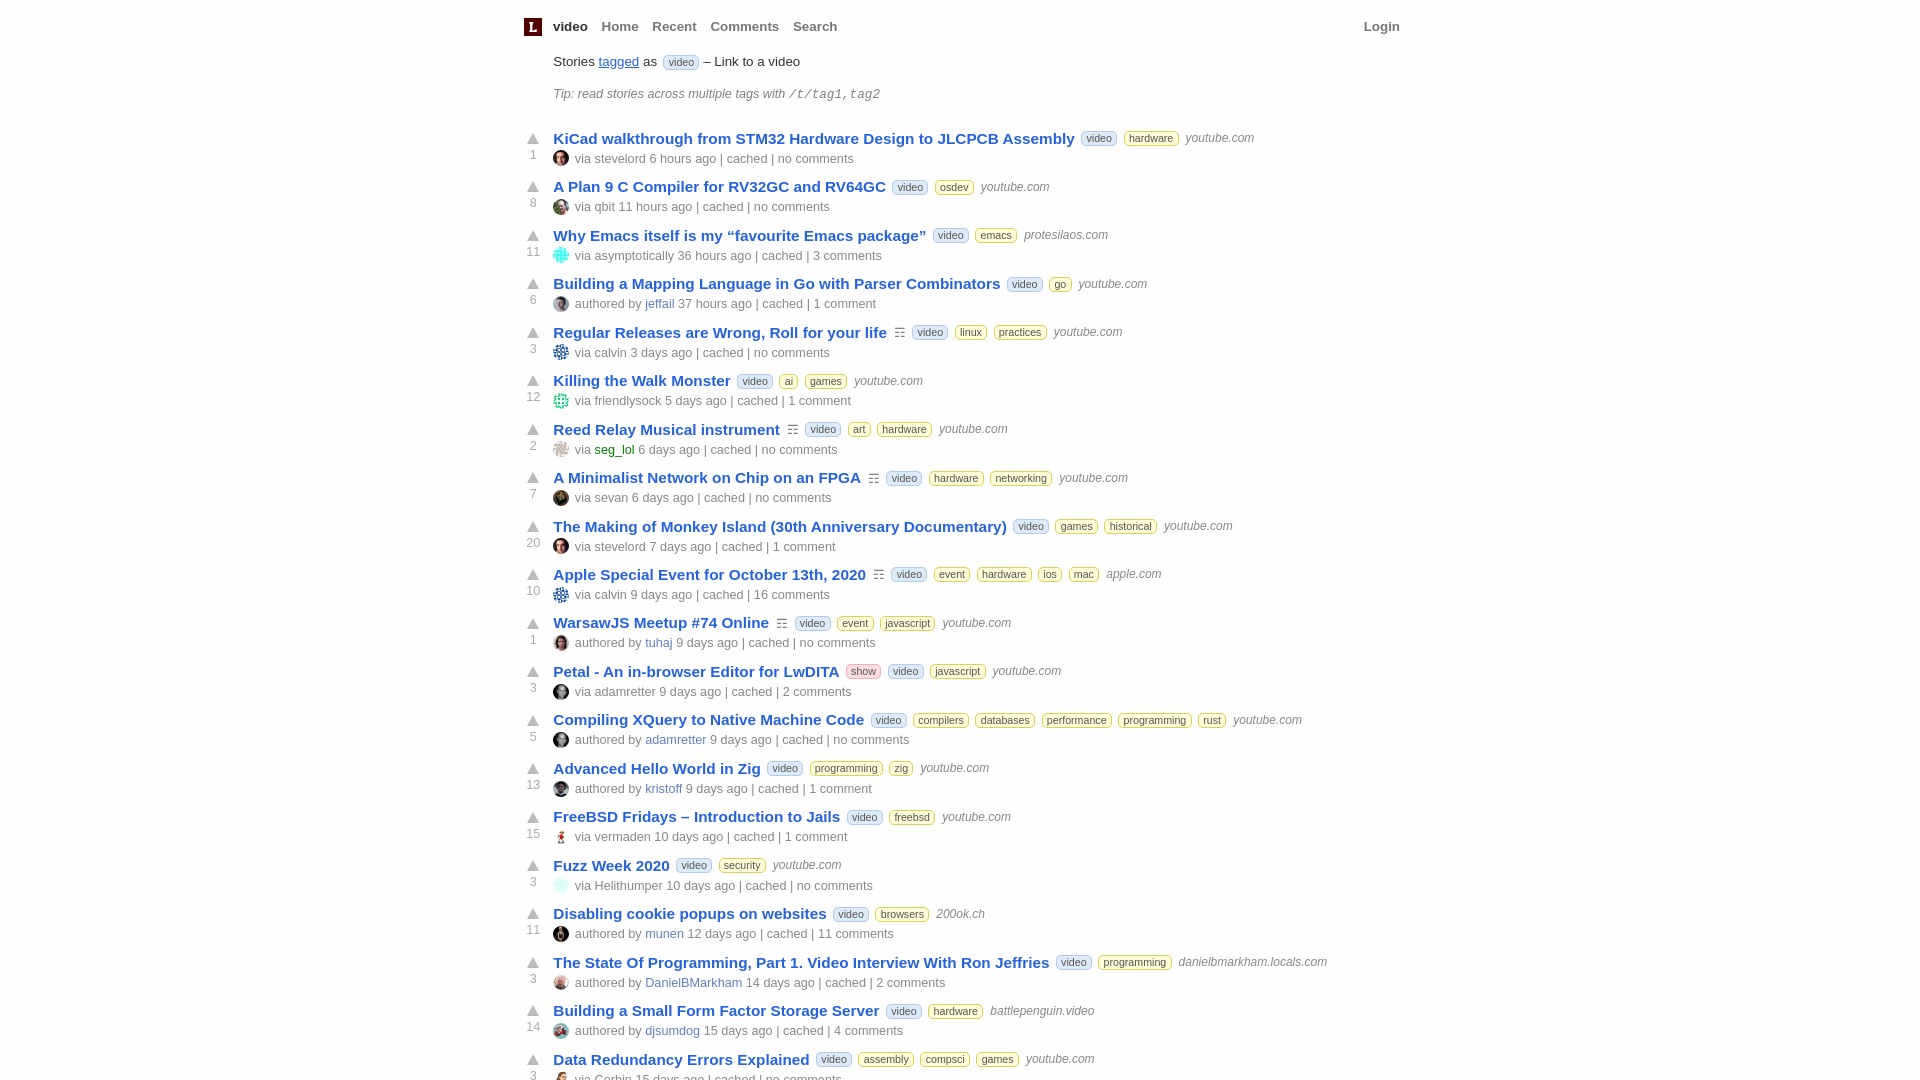 L video Home Recent Comments Search Login
Stories tagged as video – Link to a video
Tip: read stories across multiple tags with /t/tag1,tag2
KiCad walkthrough from STM32 Hardware Design to JLCPCB Assembly video hardware youtube.com
1 via stevelord 6 hours ago | cached | no comments
A Plan 9 C Compiler for RV32GC and RV64GC video osdev youtube.com
8 via qbit 11 hours ago | cached | no comments
Why Emacs itself is my “favourite Emacs package” video emacs protesilaos.com
11 via asymptotically 36 hours ago | cached | 3 comments
Building a Mapping Language in Go with Parser Combinators video go youtube.com
6 authored by jeffail 37 hours ago | cached | 1 comment
Regular Releases are Wrong, Roll for your life ☶ video linux practices youtube.com
3 via calvin 3 days ago | cached | no comments
Killing the Walk Monster video ai games youtube.com
12 via friendlysock 5 days ago | cached | 1 comment
Reed Relay Musical instrument ☶ video art hardware youtube.com
2 via seg_lol 6 days ago | cached | no comments
A Minimalist Network on Chip on an FPGA ☶ video hardware networking youtube.com
7 via sevan 6 days ago | cached | no comments
The Making of Monkey Island (30th Anniversary Documentary) video games historical youtube.com
20 via stevelord 7 days ago | cached | 1 comment
Apple Special Event for October 13th, 2020 ☶ video event hardware ios mac apple.com
10 via calvin 9 days ago | cached | 16 comments
WarsawJS Meetup #74 Online ☶ video event javascript youtube.com
1 authored by tuhaj 9 days ago | cached | no comments
Petal - An in-browser Editor for LwDITA show video javascript youtube.com
3 via adamretter 9 days ago | cached | 2 comments
Compiling XQuery to Native Machine Code video compilers databases performance programming rust youtube.com
5 authored by adamretter 9 days ago | cached | no comments
Advanced Hello World in Zig video programming zig youtube.com
13 authored by kristoff 9 days ago | cached | 1 comment
FreeBSD Fridays – Introduction to Jails video freebsd youtube.com
15 via vermaden 10 days ago | cached | 1 comment
Fuzz Week 2020 video security youtube.com
3 via Helithumper 10 days ago | cached | no comments
Disabling cookie popups on websites video browsers 200ok.ch
11 authored by munen 12 days ago | cached | 11 comments
The State Of Programming, Part 1. Video Interview With Ron Jeffries video programming danielbmarkham.locals.com
3 authored by DanielBMarkham 14 days ago | cached | 2 comments
Building a Small Form Factor Storage Server video hardware battlepenguin.video
14 authored by djsumdog 15 days ago | cached | 4 comments
Data Redundancy Errors Explained video assembly compsci games youtube.com
3 via Corbin 15 days ago | cached | no comments